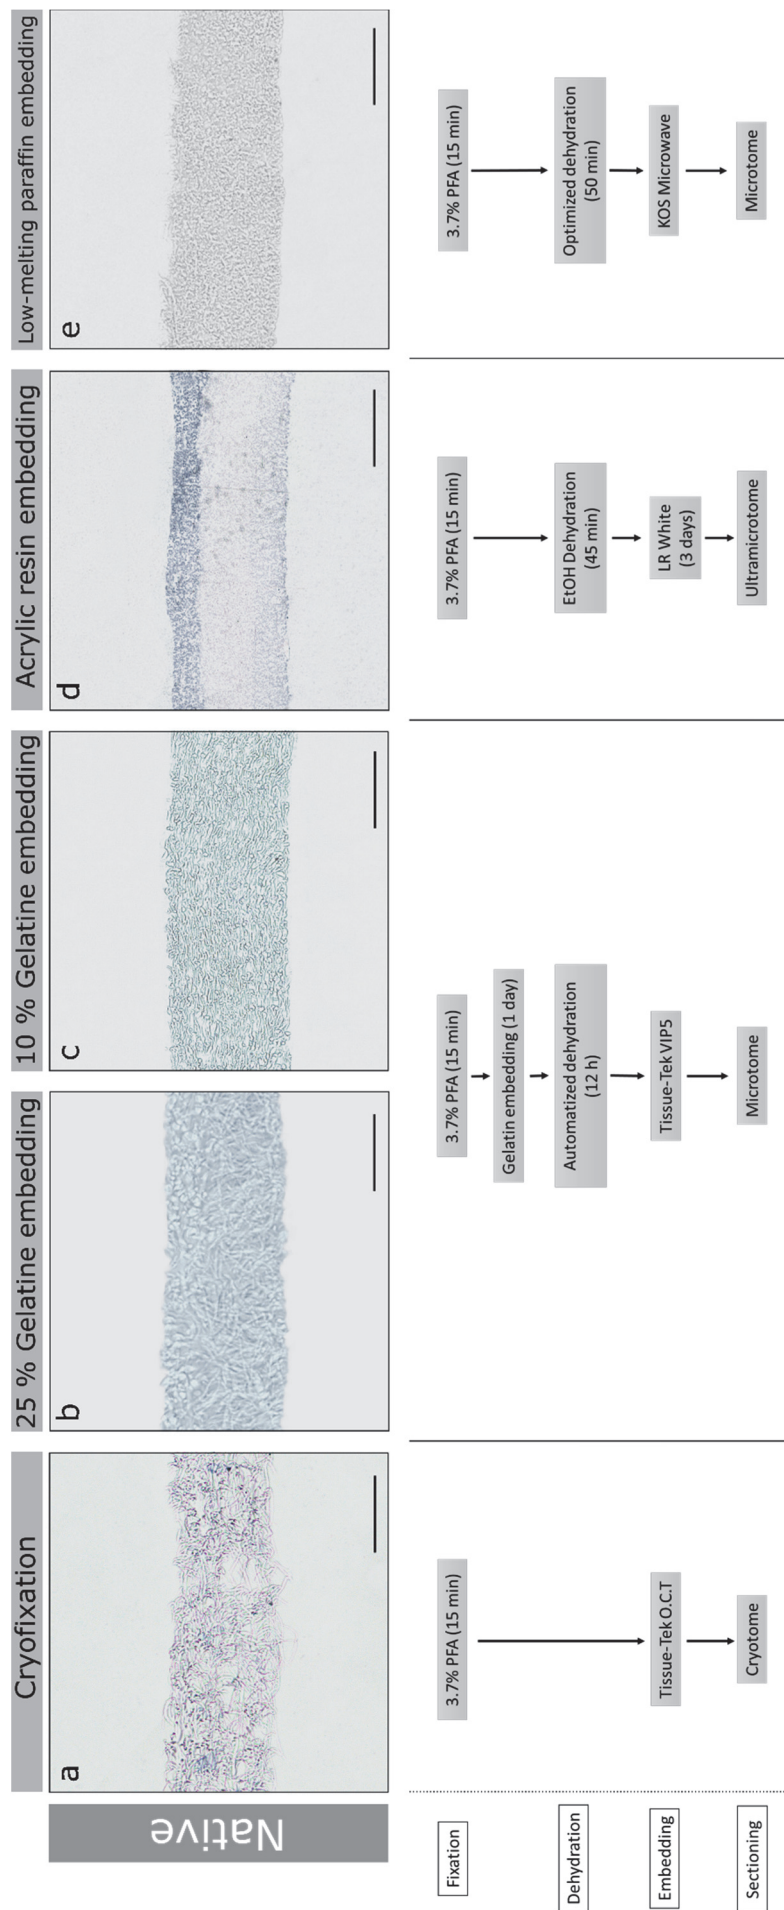 Cryofixation
25 % Gelatine embedding
10 % Gelatine embedding
Acrylic resin embedding
Low-melting paraffin embedding
Native
a
b
c
d
e
Fixation
3.7% PFA (15 min)
3.7% PFA (15 min)
3.7% PFA (15 min)
3.7% PFA (15 min)
Gelatin embedding (1 day)
Dehydration
Automatized dehydration
(12 h)
EtOH Dehydration
(45 min)
Optimized dehydration
(50 min)
Embedding
Tissue-Tek O.C.T
Tissue-Tek VIP5
LR White
(3 days)
KOS Microwave
Sectioning
Cryotome
Microtome
Ultramicrotome
Microtome